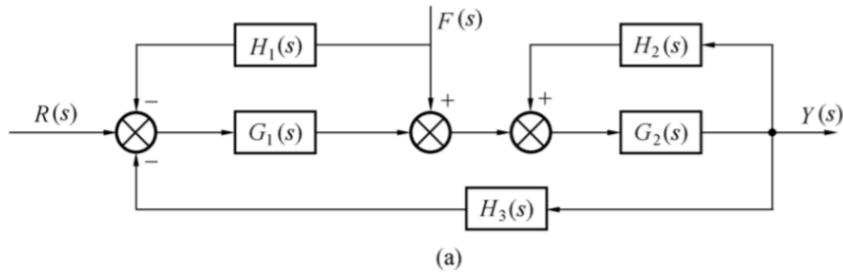 F(s)
H₁(s)
H₂(s)
− + +
R(s)
G₁(s)
G₂(s)
Y(s)
−
H₃(s)
(a)